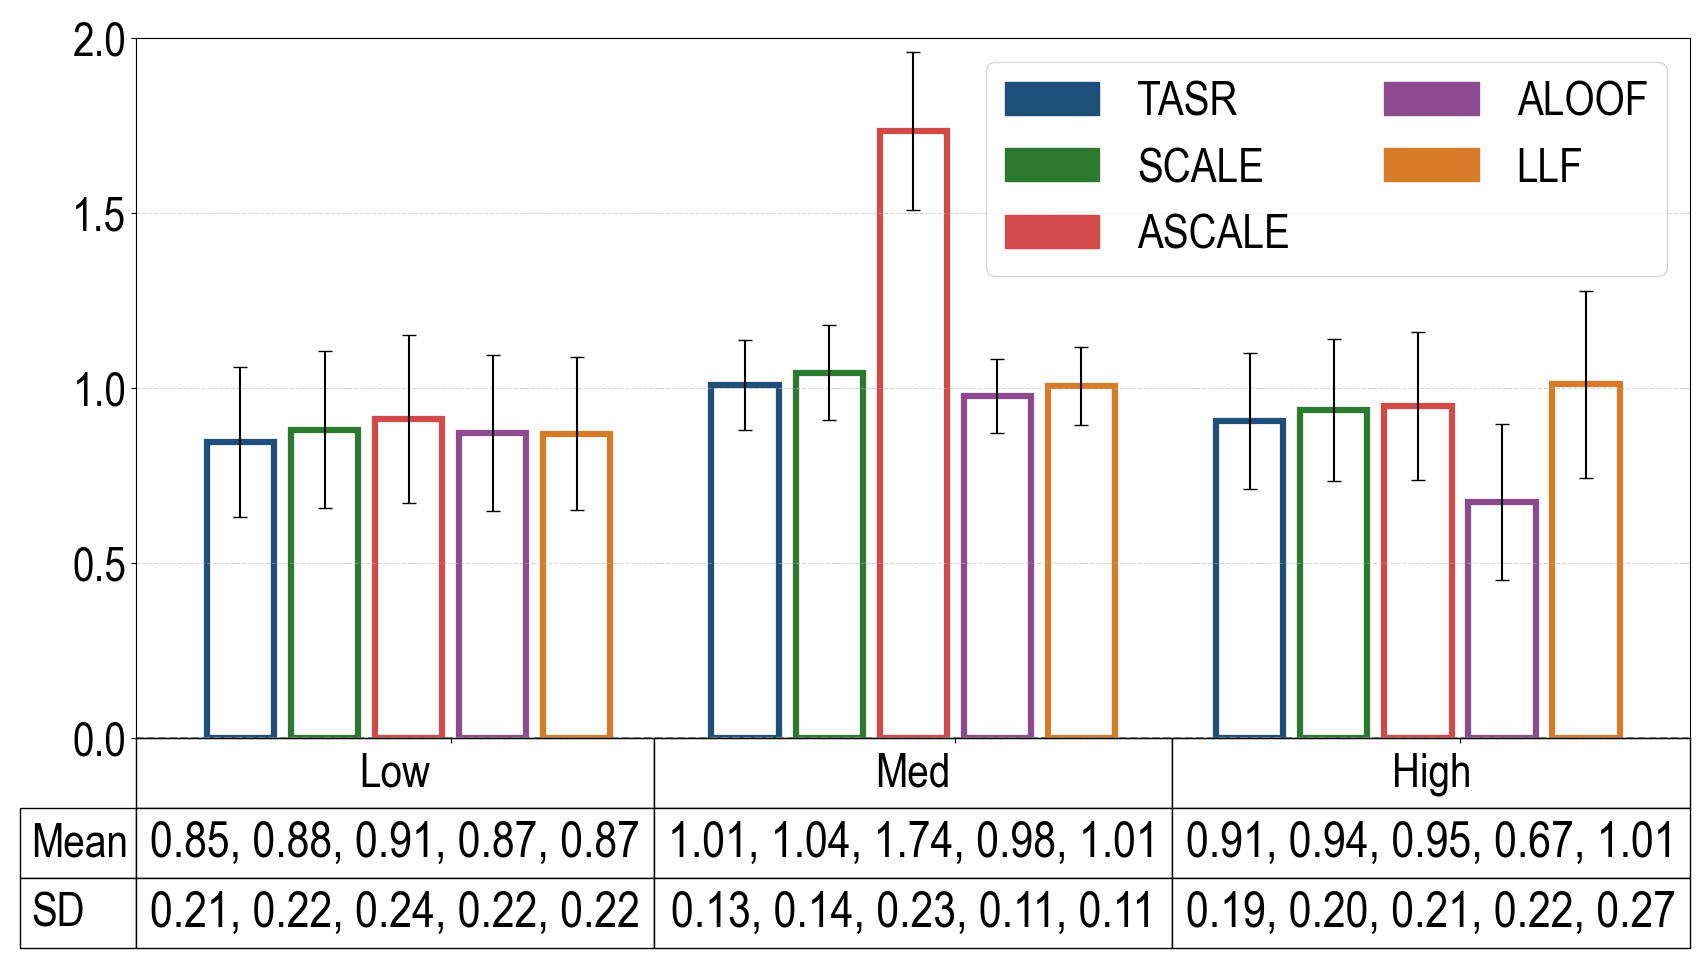 2.0
1.5
1.0
0.5
0.0
TASR
SCALE
ASCALE
ALOOF
LLF
Low Med High
Mean 0.85, 0.88, 0.91, 0.87, 0.87 1.01, 1.04, 1.74, 0.98, 1.01 0.91, 0.94, 0.95, 0.67, 1.01
SD 0.21, 0.22, 0.24, 0.22, 0.22 0.13, 0.14, 0.23, 0.11, 0.11 0.19, 0.20, 0.21, 0.22, 0.27